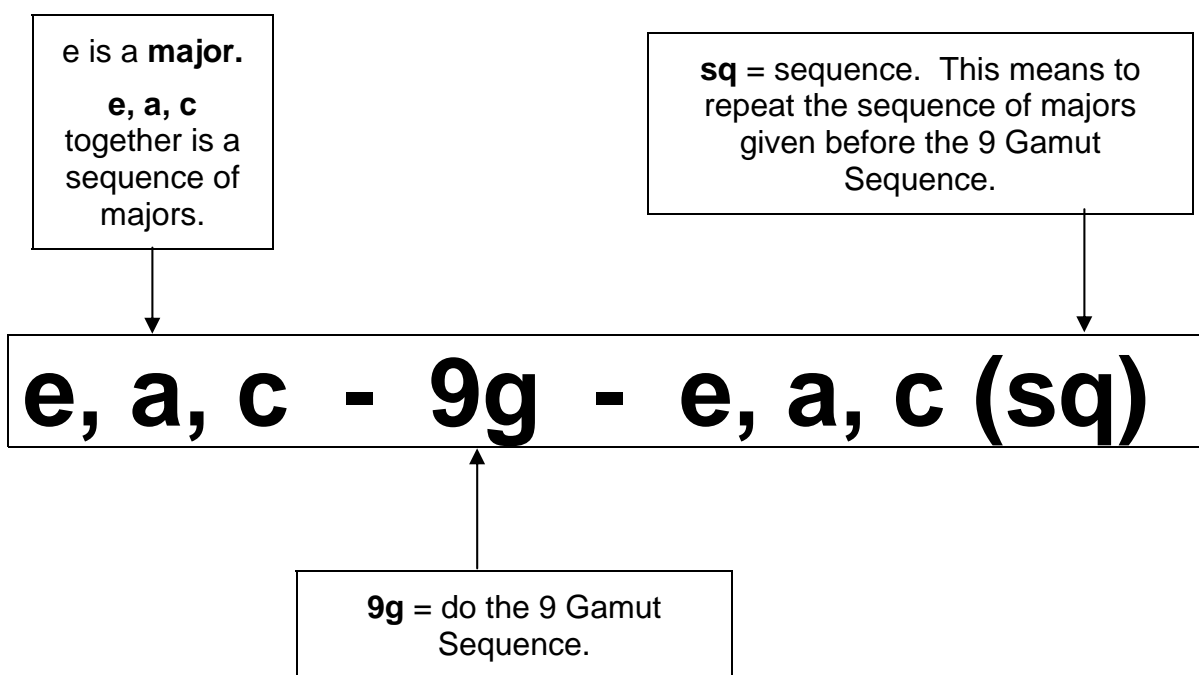 e is a major.
e, a, c
together is a
sequence of
majors.
sq = sequence.  This means to
repeat the sequence of majors
given before the 9 Gamut
Sequence.
e, a, c  -  9g  -  e, a, c (sq)
9g = do the 9 Gamut
Sequence.